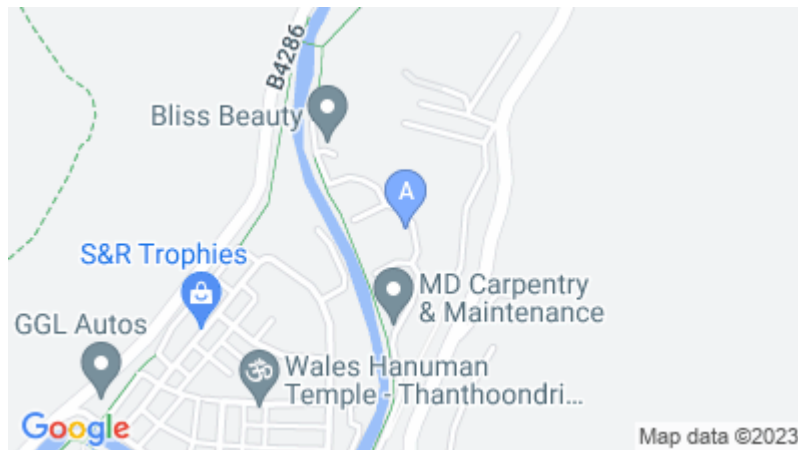 B4286
Bliss Beauty
A
S&R Trophies
MD Carpentry
& Maintenance
GGL Autos
Wales Hanuman
Temple - Thanthoondri...
ॐ
Google
Map data ©2023